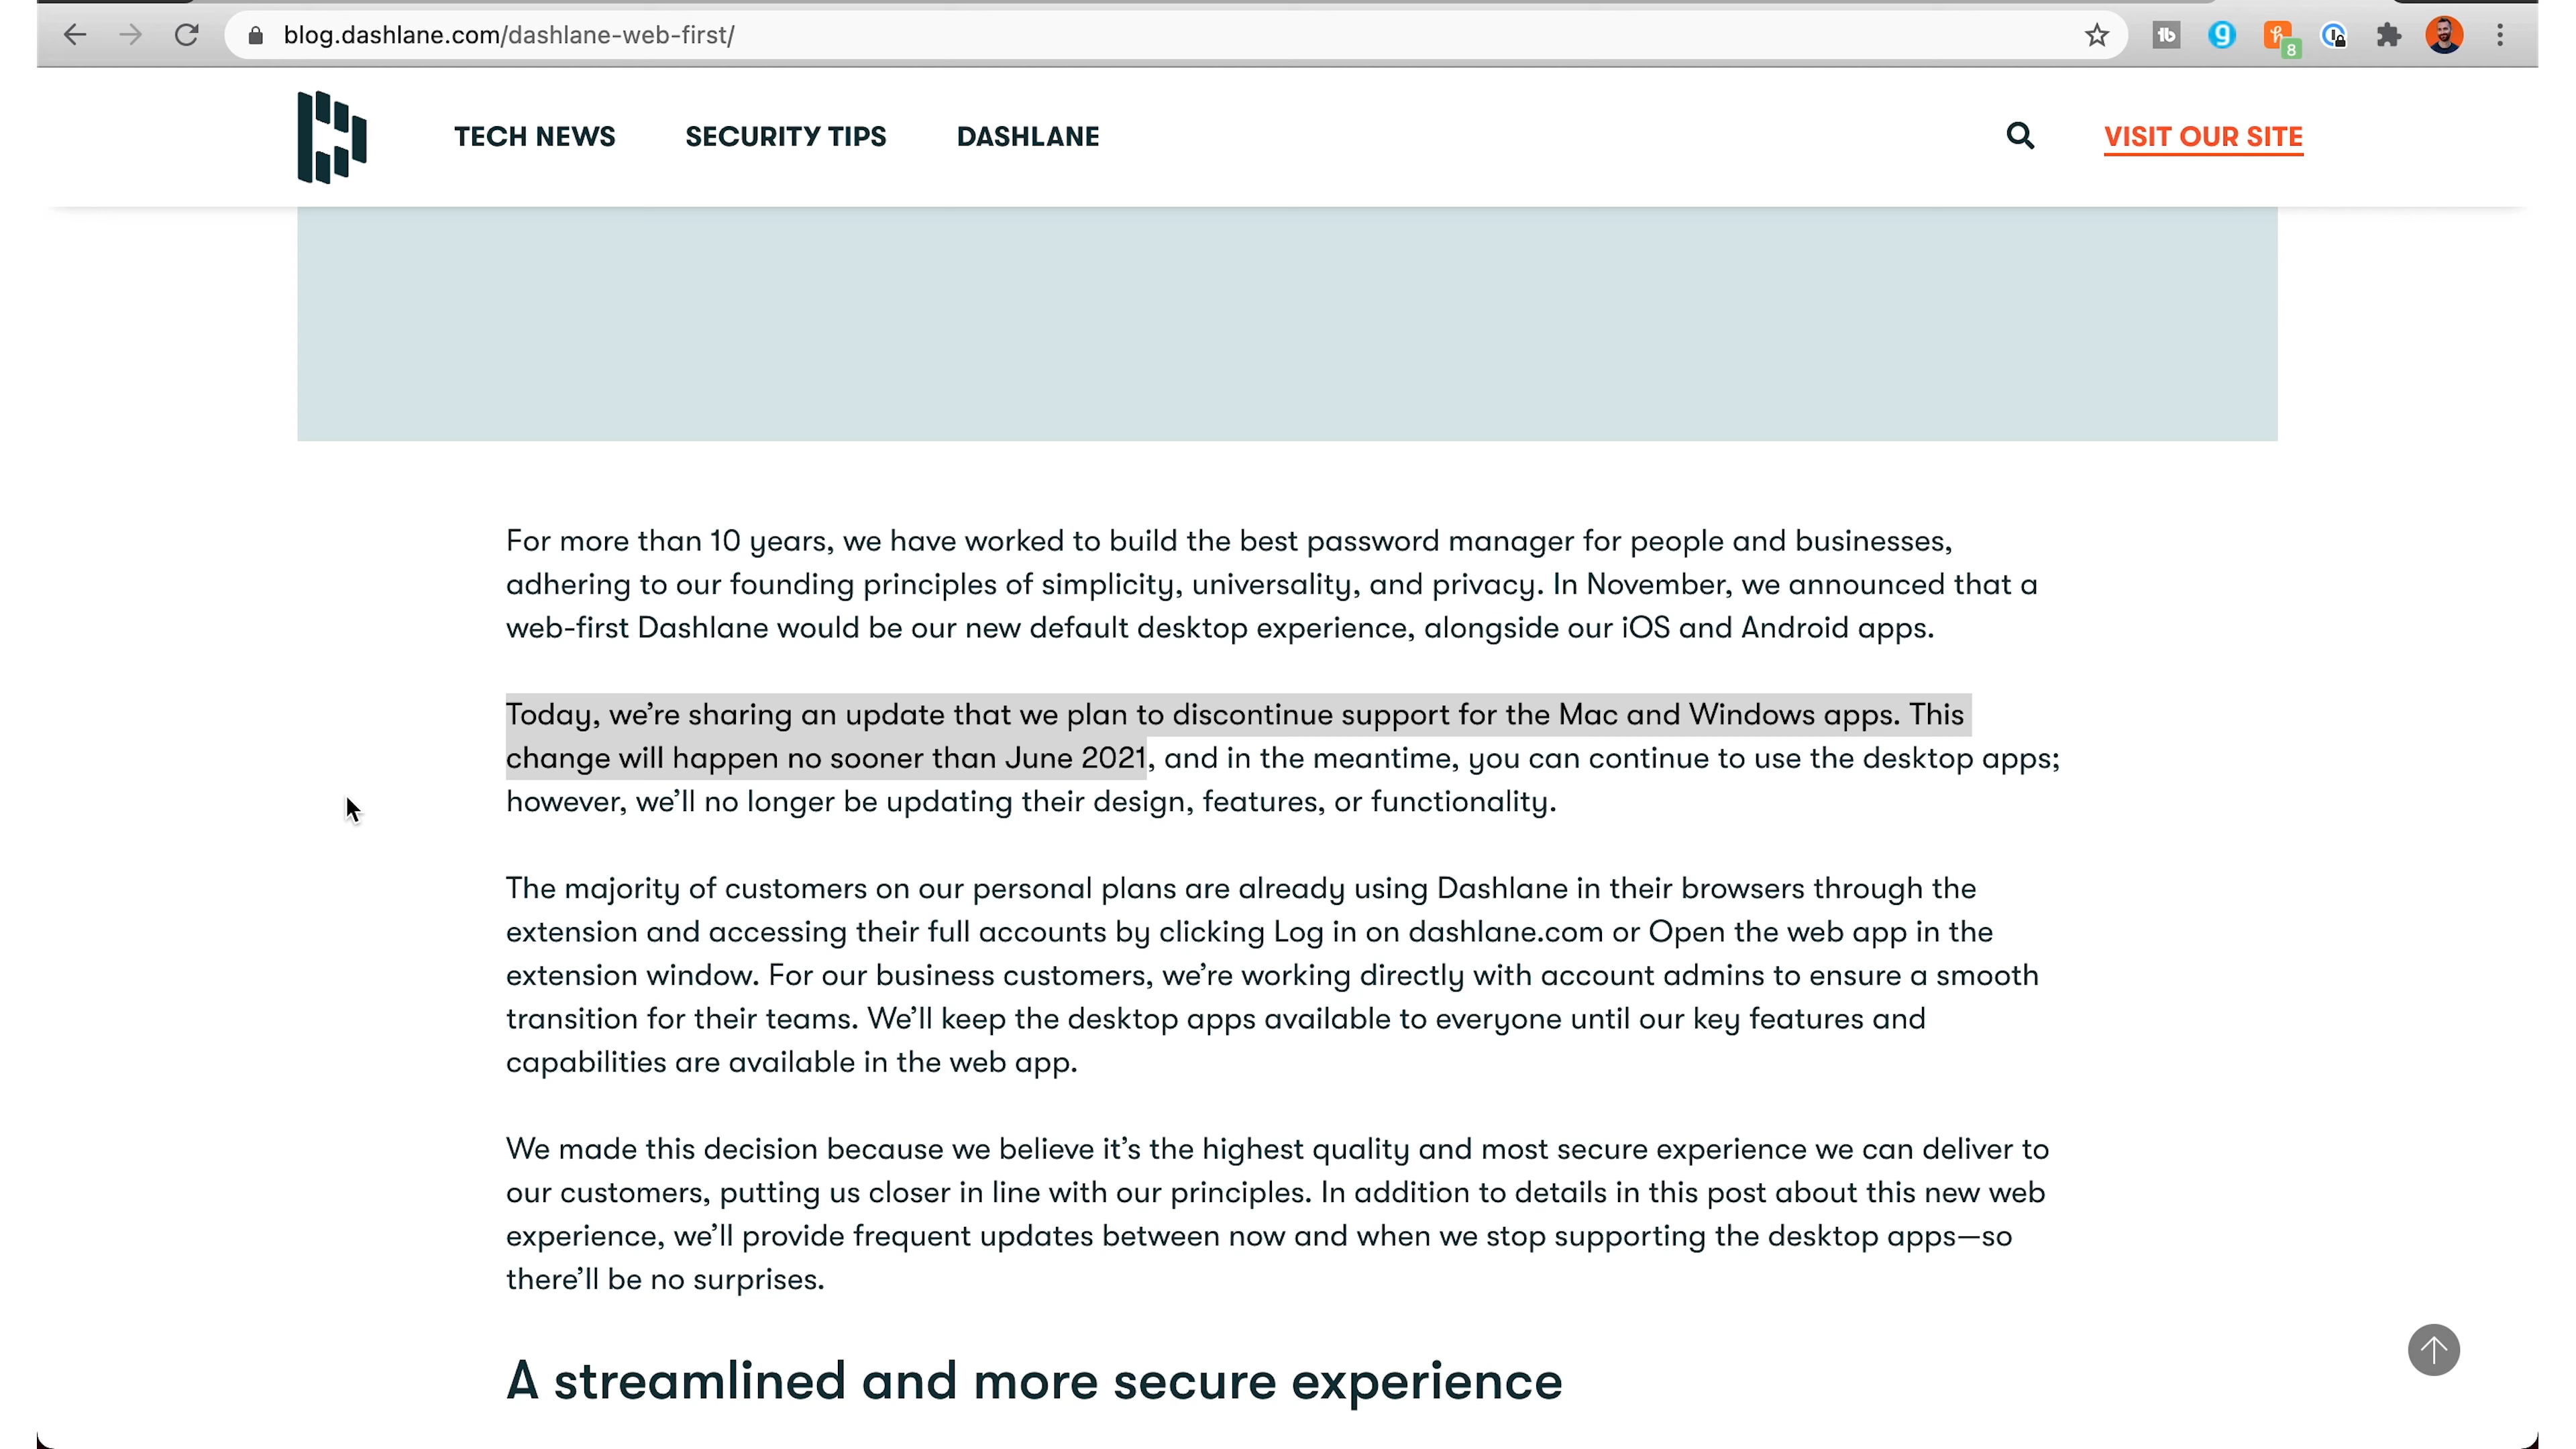 blog.dashlane.com/dashlane-web-first/
8
TECH NEWS SECURITY TIPS DASHLANE VISIT OUR SITE
For more than 10 years, we have worked to build the best password manager for people and businesses,
adhering to our founding principles of simplicity, universality, and privacy. In November, we announced that a
web-first Dashlane would be our new default desktop experience, alongside our iOS and Android apps.
Today, we’re sharing an update that we plan to discontinue support for the Mac and Windows apps. This
change will happen no sooner than June 2021, and in the meantime, you can continue to use the desktop apps;
however, we’ll no longer be updating their design, features, or functionality.
The majority of customers on our personal plans are already using Dashlane in their browsers through the
extension and accessing their full accounts by clicking Log in on dashlane.com or Open the web app in the
extension window. For our business customers, we’re working directly with account admins to ensure a smooth
transition for their teams. We’ll keep the desktop apps available to everyone until our key features and
capabilities are available in the web app.
We made this decision because we believe it’s the highest quality and most secure experience we can deliver to
our customers, putting us closer in line with our principles. In addition to details in this post about this new web
experience, we’ll provide frequent updates between now and when we stop supporting the desktop apps—so
there’ll be no surprises.
A streamlined and more secure experience